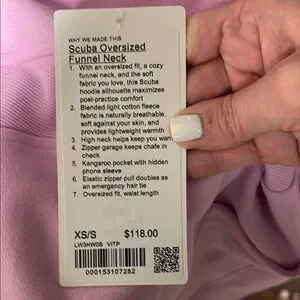 WHY WE MADE THIS
Scuba Oversized
Funnel Neck
1. With an oversized fit, a cozy
funnel neck, and the soft
fabric you love, this Scuba
hoodie silhouette maximizes
post-practice comfort
2. Blended light cotton fleece
fabric is naturally breathable,
soft against your skin, and
provides lightweight warmth
3. High neck helps keep you warm
4. Zipper garage keeps chafe in
check
5. Kangaroo pocket with hidden
phone sleeve
6. Elastic zipper pull doubles as
an emergency hair tie
7. Oversized fit, waist length
XS/S $118.00
LW3HW0S VITP
000153107282